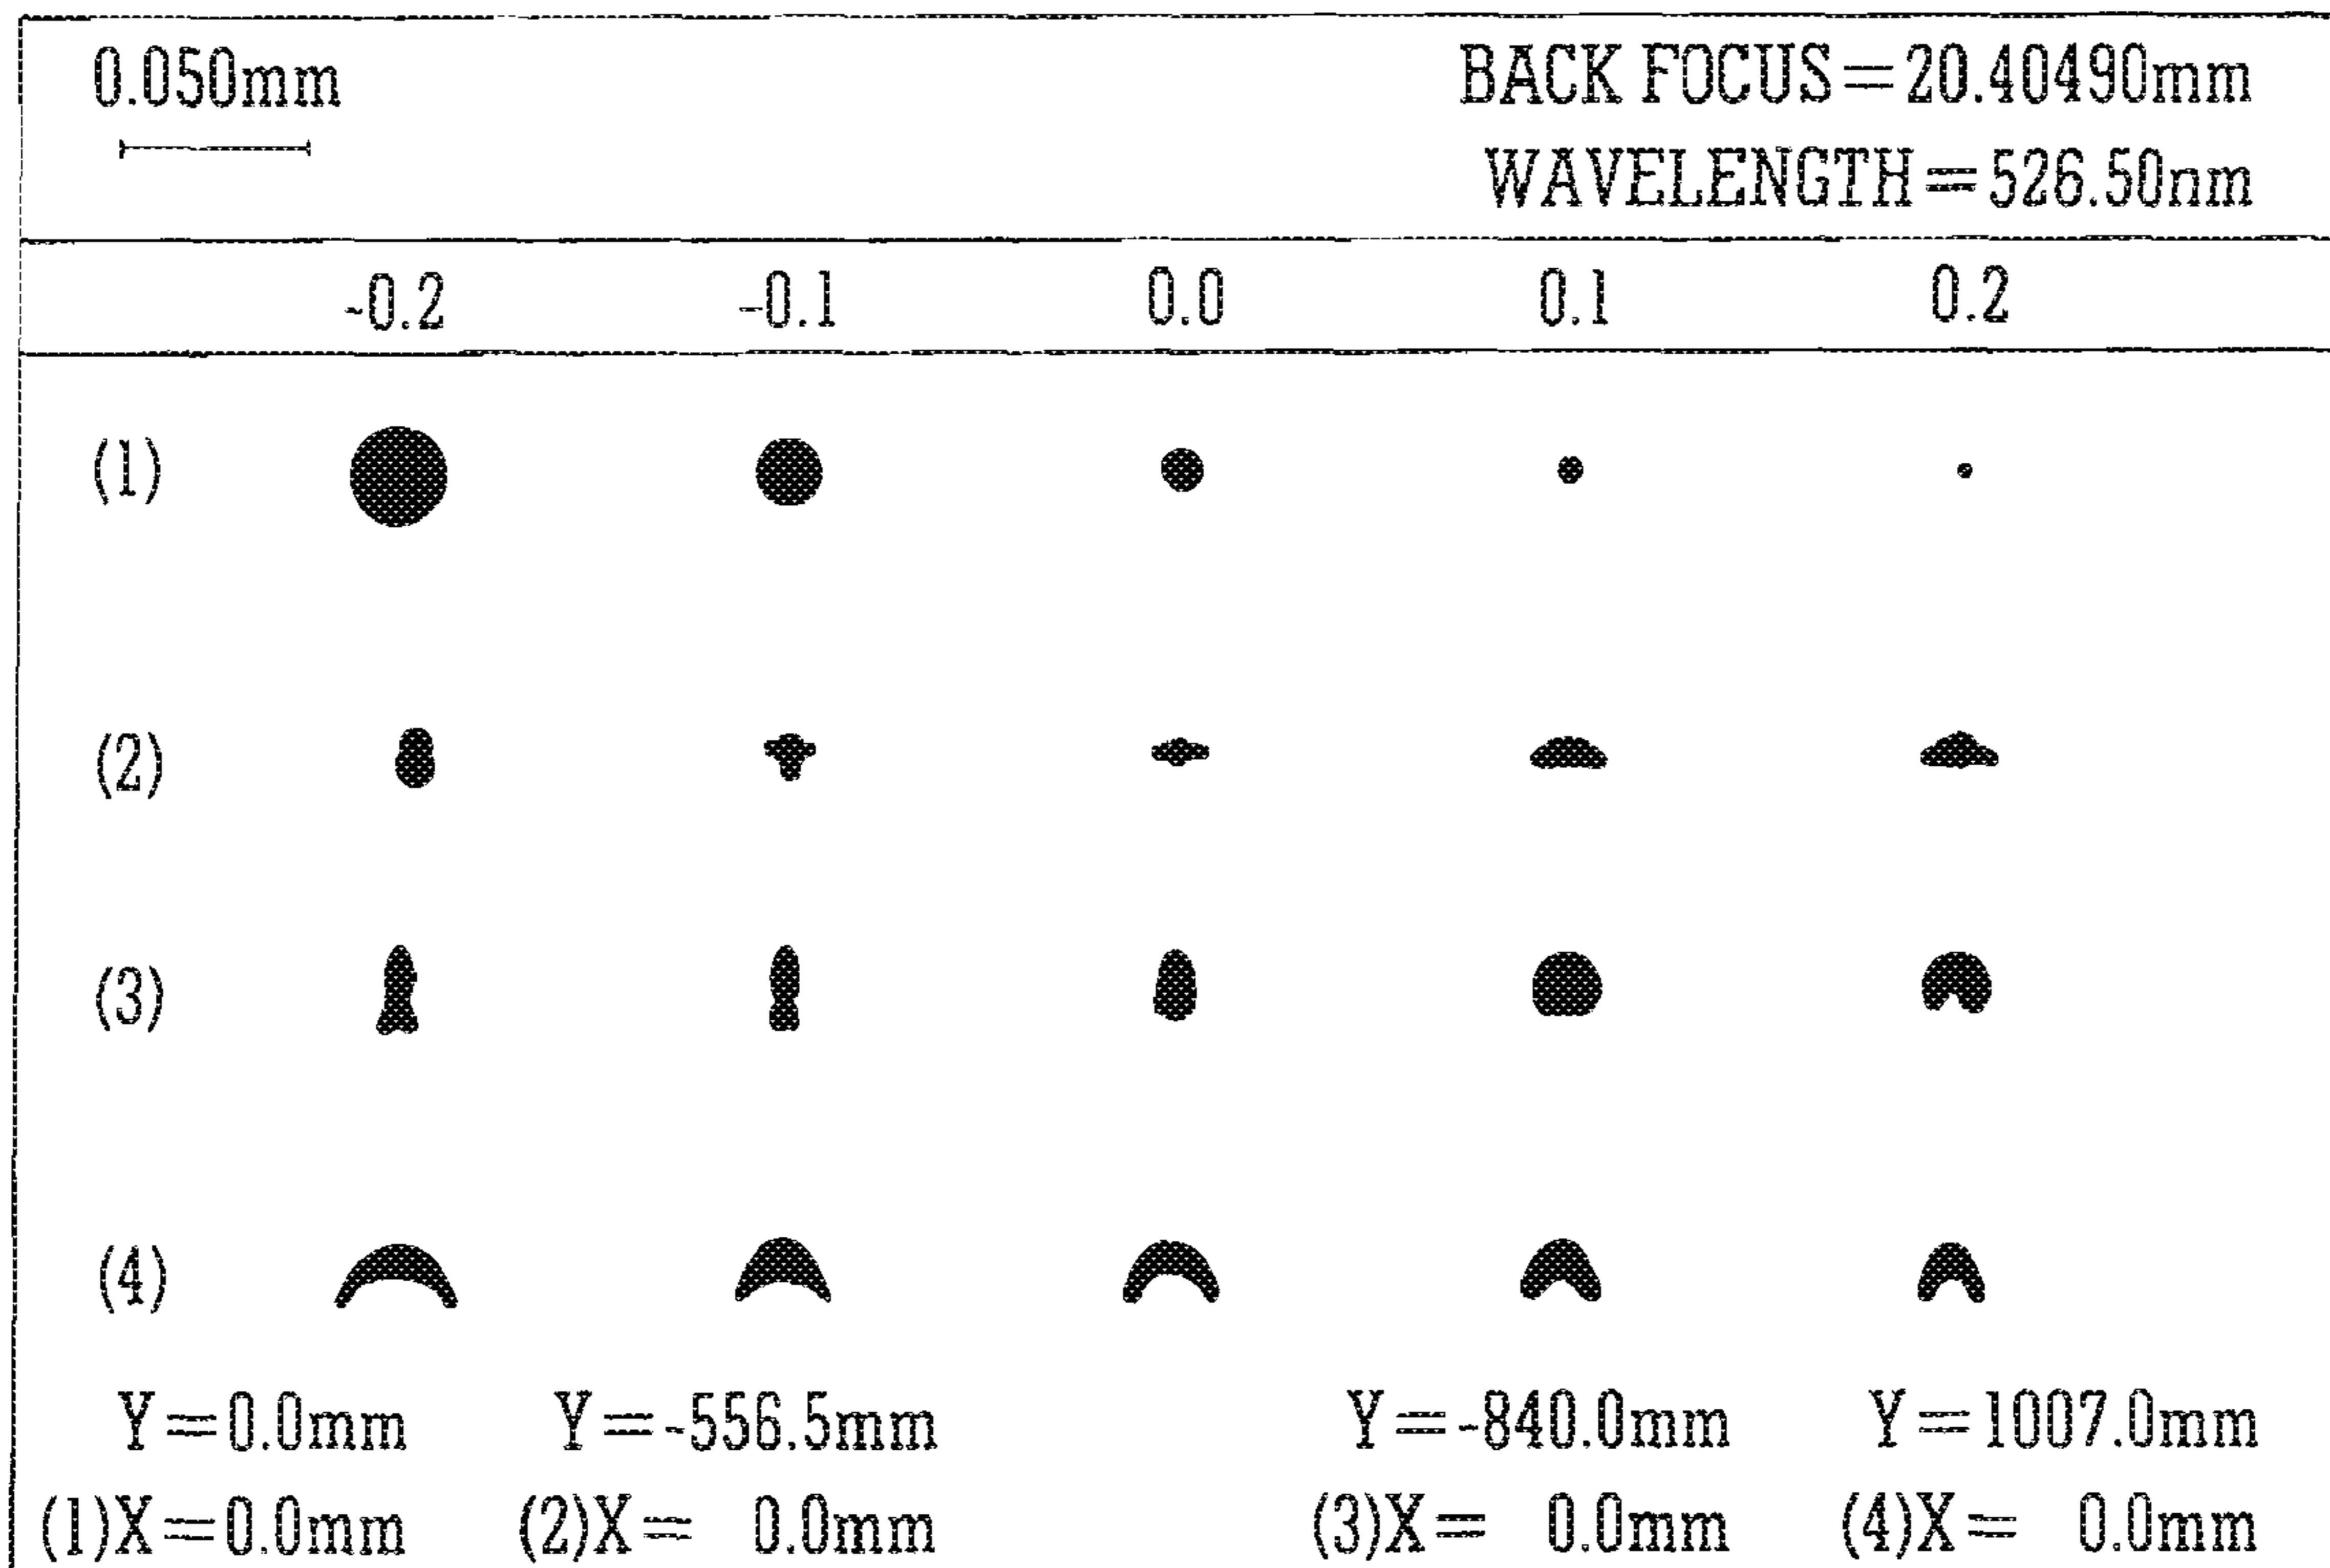 0.050mm
BACK FOCUS=20.40490mm
WAVELENGTH=526.50nm
-0.2 -0.1 0.0 0.1 0.2
(1)
(2)
(3)
(4)
Y=0.0mm Y=-556.5mm Y=-840.0mm Y=1007.0mm
(1)X=0.0mm (2)X= 0.0mm (3)X= 0.0mm (4)X= 0.0mm